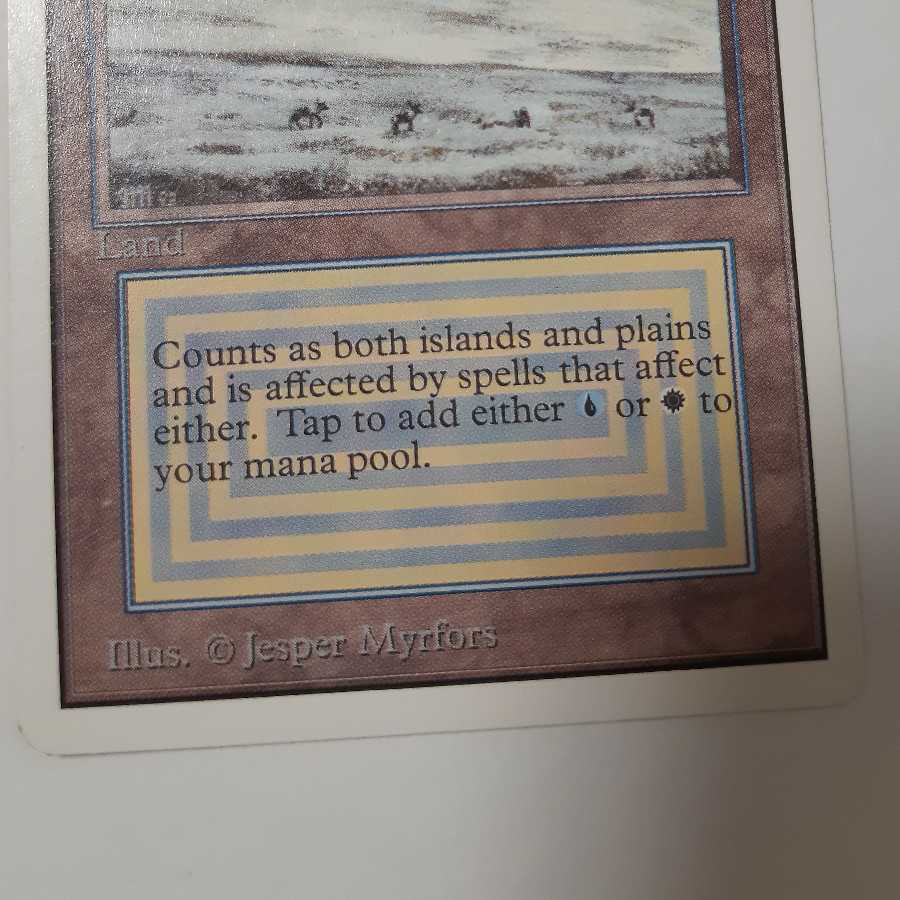 Land
Counts as both islands and plains
and is affected by spells that affect
either. Tap to add either or to
your mana pool.
Illus. © Jesper Myrfors